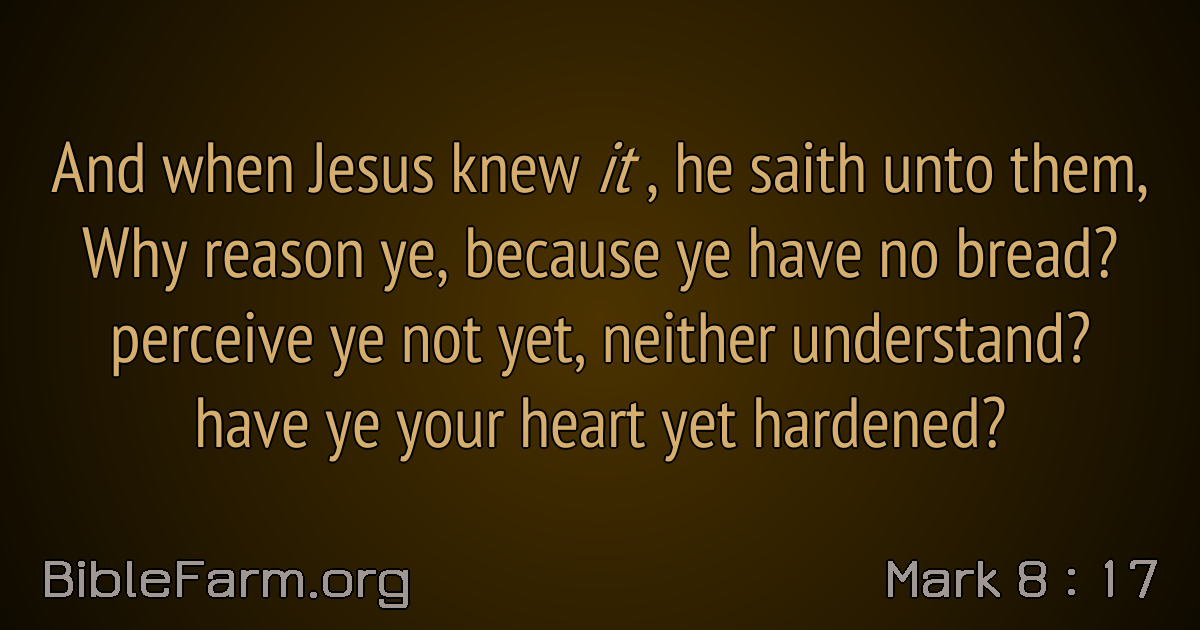 And when Jesus knew it , he saith unto them,
Why reason ye, because ye have no bread?
perceive ye not yet, neither understand?
have ye your heart yet hardened?
BibleFarm.org
Mark 8 : 17